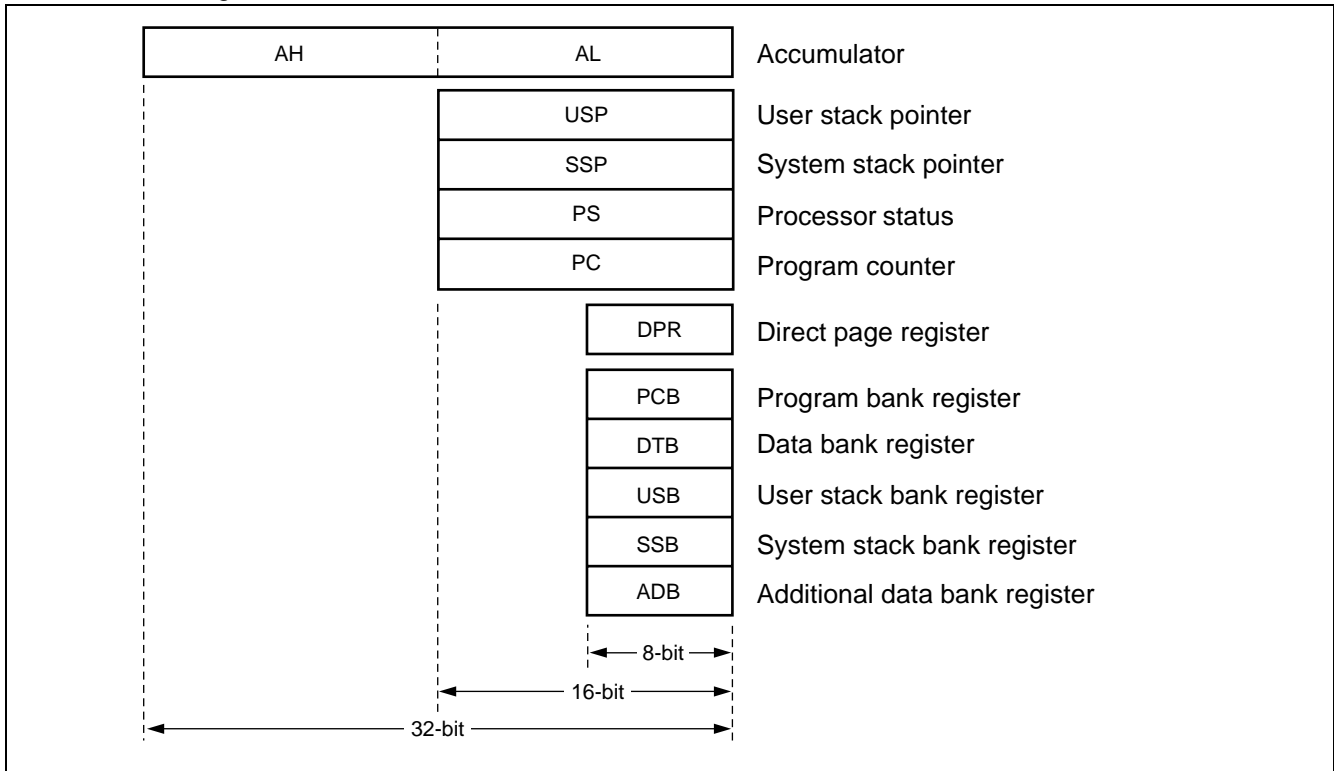 AH AL Accumulator
USP User stack pointer
SSP System stack pointer
PS Processor status
PC Program counter
DPR Direct page register
PCB Program bank register
DTB Data bank register
USB User stack bank register
SSB System stack bank register
ADB Additional data bank register
8-bit
16-bit
32-bit